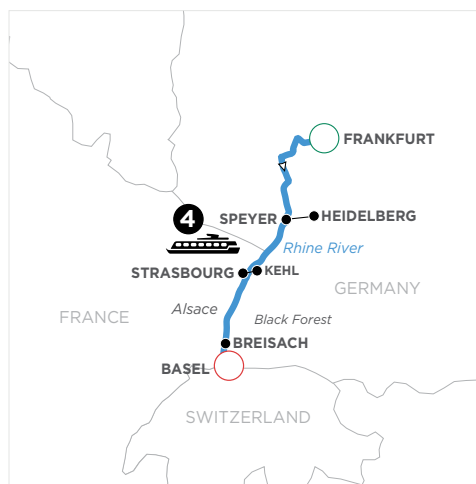 FRANKFURT
4
SPEYER
HEIDELBERG
Rhine River
STRASBOURG
KEHL
GERMANY
Alsace
FRANCE
Black Forest
BREISACH
BASEL
SWITZERLAND